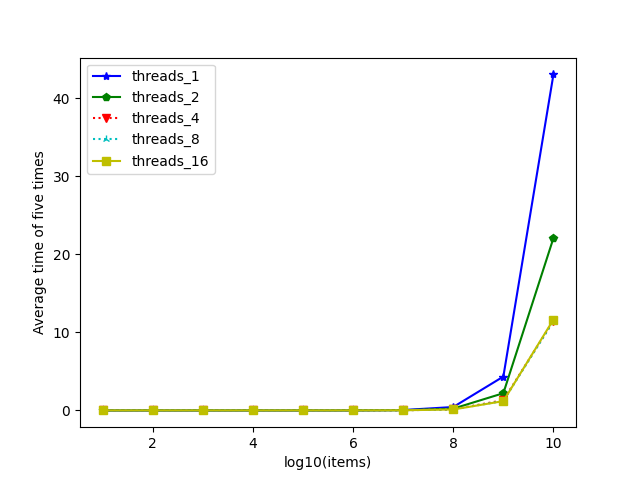 threads_1
threads_2
threads_4
threads_8
threads_16
Average time of five times
40
30
20
10
0
2 4 6 8 10
log10(items)